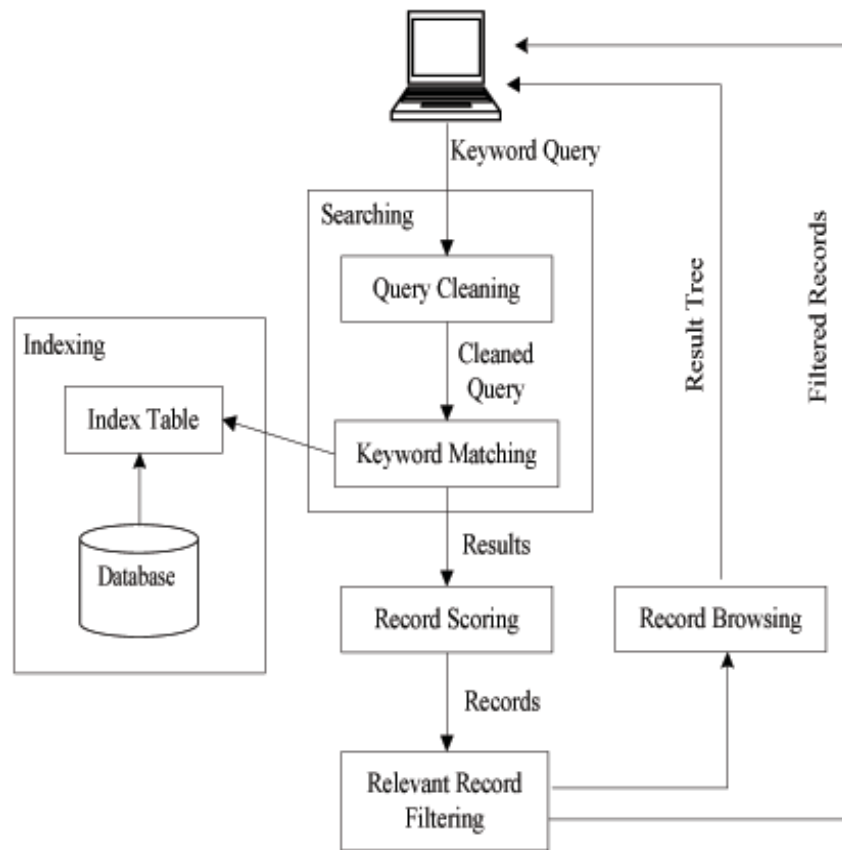 Keyword Query
Searching
Query Cleaning
Cleaned
Query
Keyword Matching
Indexing
Index Table
Database
Results
Record Scoring
Records
Relevant Record
Filtering
Record Browsing
Result Tree
Filtered Records